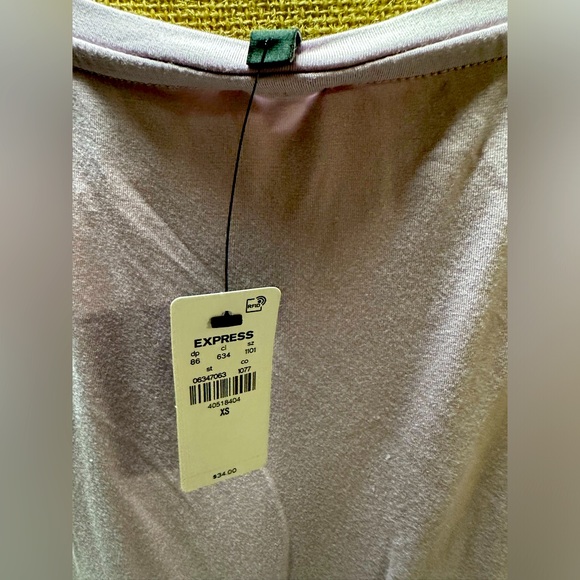 RFID
EXPRESS
dp cl sz
86 634 1101
st co
06347063 1077
40518404
XS
$34.00